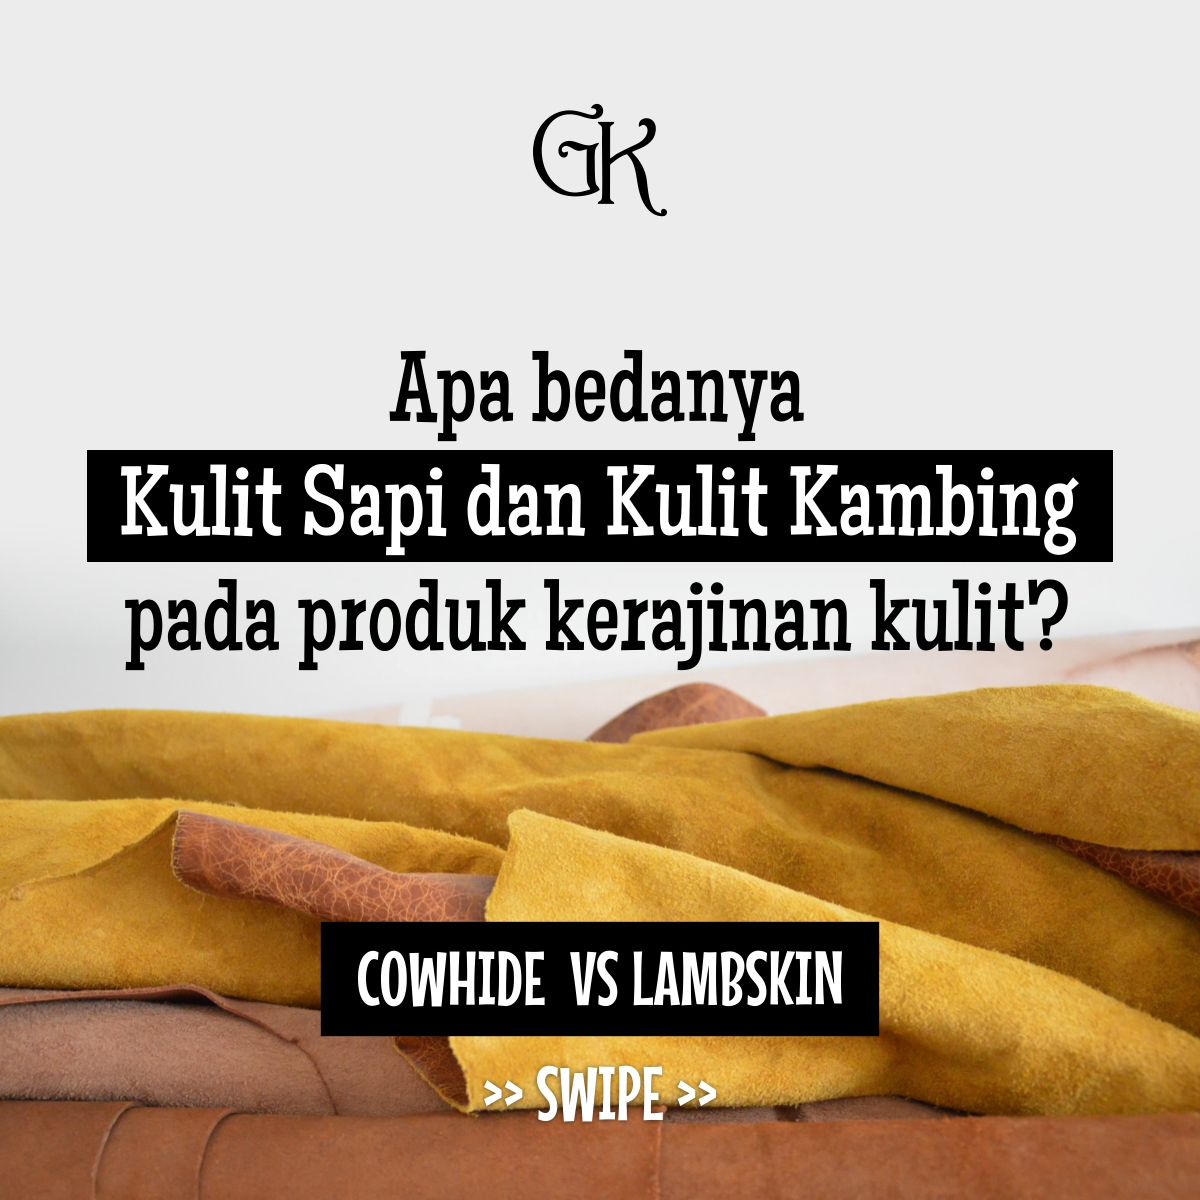 GK
Apa bedanya
Kulit Sapi dan Kulit Kambing
pada produk kerajinan kulit?
COWHIDE VS LAMBSKIN
>> SWIPE >>